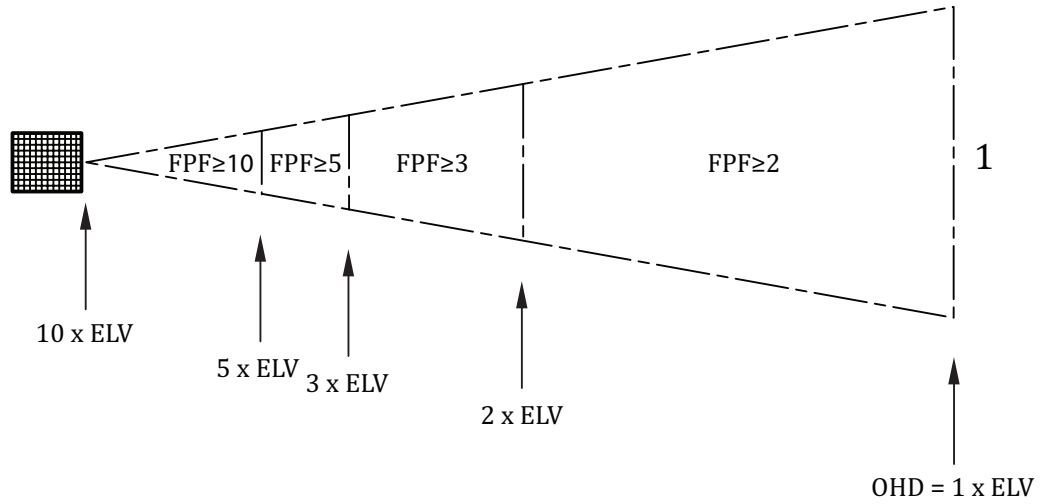 FPF≥10
FPF≥5
FPF≥3
FPF≥2
1
10 x ELV
5 x ELV
3 x ELV
2 x ELV
OHD = 1 x ELV